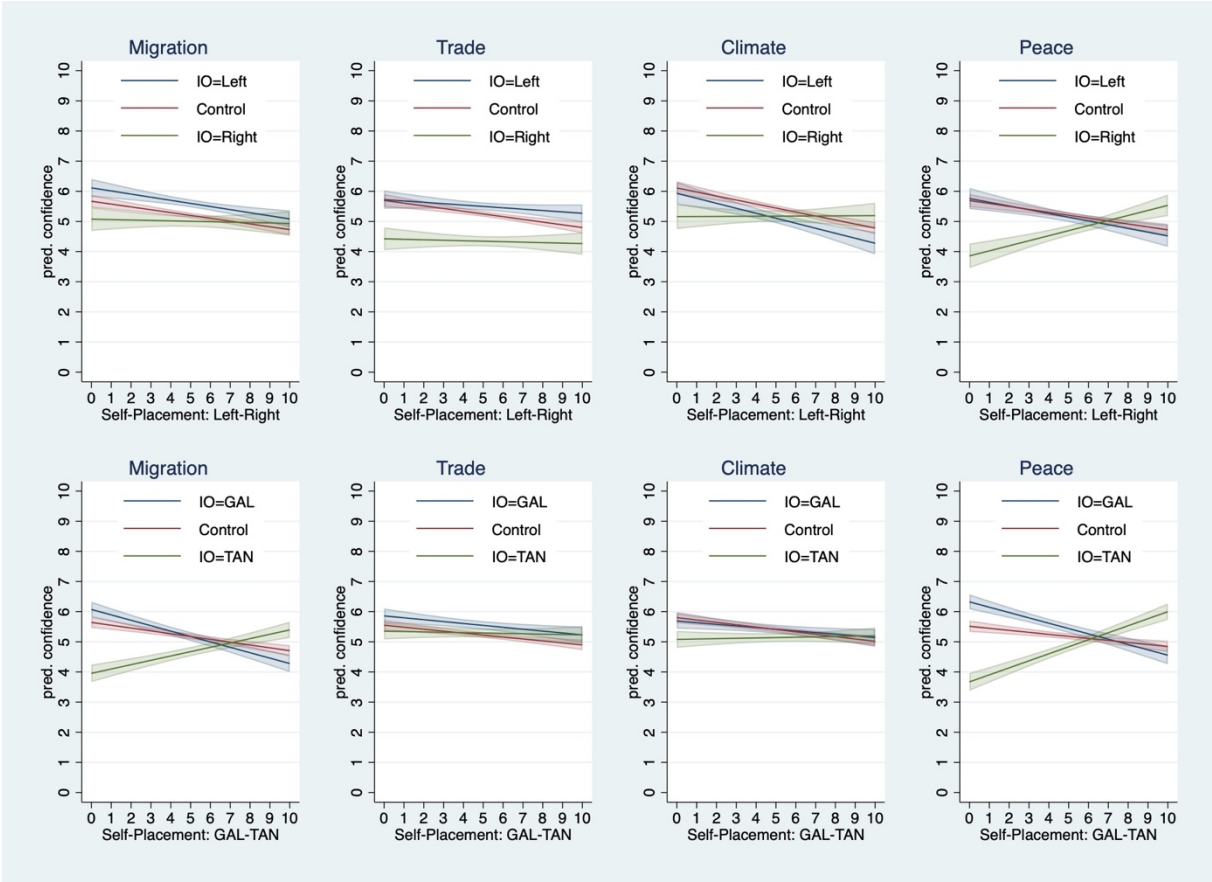 Migration
10
9
8
7
6
5
4
3
2
1
0
pred. confidence
IO=Left
Control
IO=Right
0 1 2 3 4 5 6 7 8 9 10
Self-Placement: Left-Right
Trade
10
9
8
7
6
5
4
3
2
1
0
pred. confidence
IO=Left
Control
IO=Right
0 1 2 3 4 5 6 7 8 9 10
Self-Placement: Left-Right
Climate
10
9
8
7
6
5
4
3
2
1
0
pred. confidence
IO=Left
Control
IO=Right
0 1 2 3 4 5 6 7 8 9 10
Self-Placement: Left-Right
Peace
10
9
8
7
6
5
4
3
2
1
0
pred. confidence
IO=Left
Control
IO=Right
0 1 2 3 4 5 6 7 8 9 10
Self-Placement: Left-Right
Migration
10
9
8
7
6
5
4
3
2
1
0
pred. confidence
IO=GAL
Control
IO=TAN
0 1 2 3 4 5 6 7 8 9 10
Self-Placement: GAL-TAN
Trade
10
9
8
7
6
5
4
3
2
1
0
pred. confidence
IO=GAL
Control
IO=TAN
0 1 2 3 4 5 6 7 8 9 10
Self-Placement: GAL-TAN
Climate
10
9
8
7
6
5
4
3
2
1
0
pred. confidence
IO=GAL
Control
IO=TAN
0 1 2 3 4 5 6 7 8 9 10
Self-Placement: GAL-TAN
Peace
10
9
8
7
6
5
4
3
2
1
0
pred. confidence
IO=GAL
Control
IO=TAN
0 1 2 3 4 5 6 7 8 9 10
Self-Placement: GAL-TAN